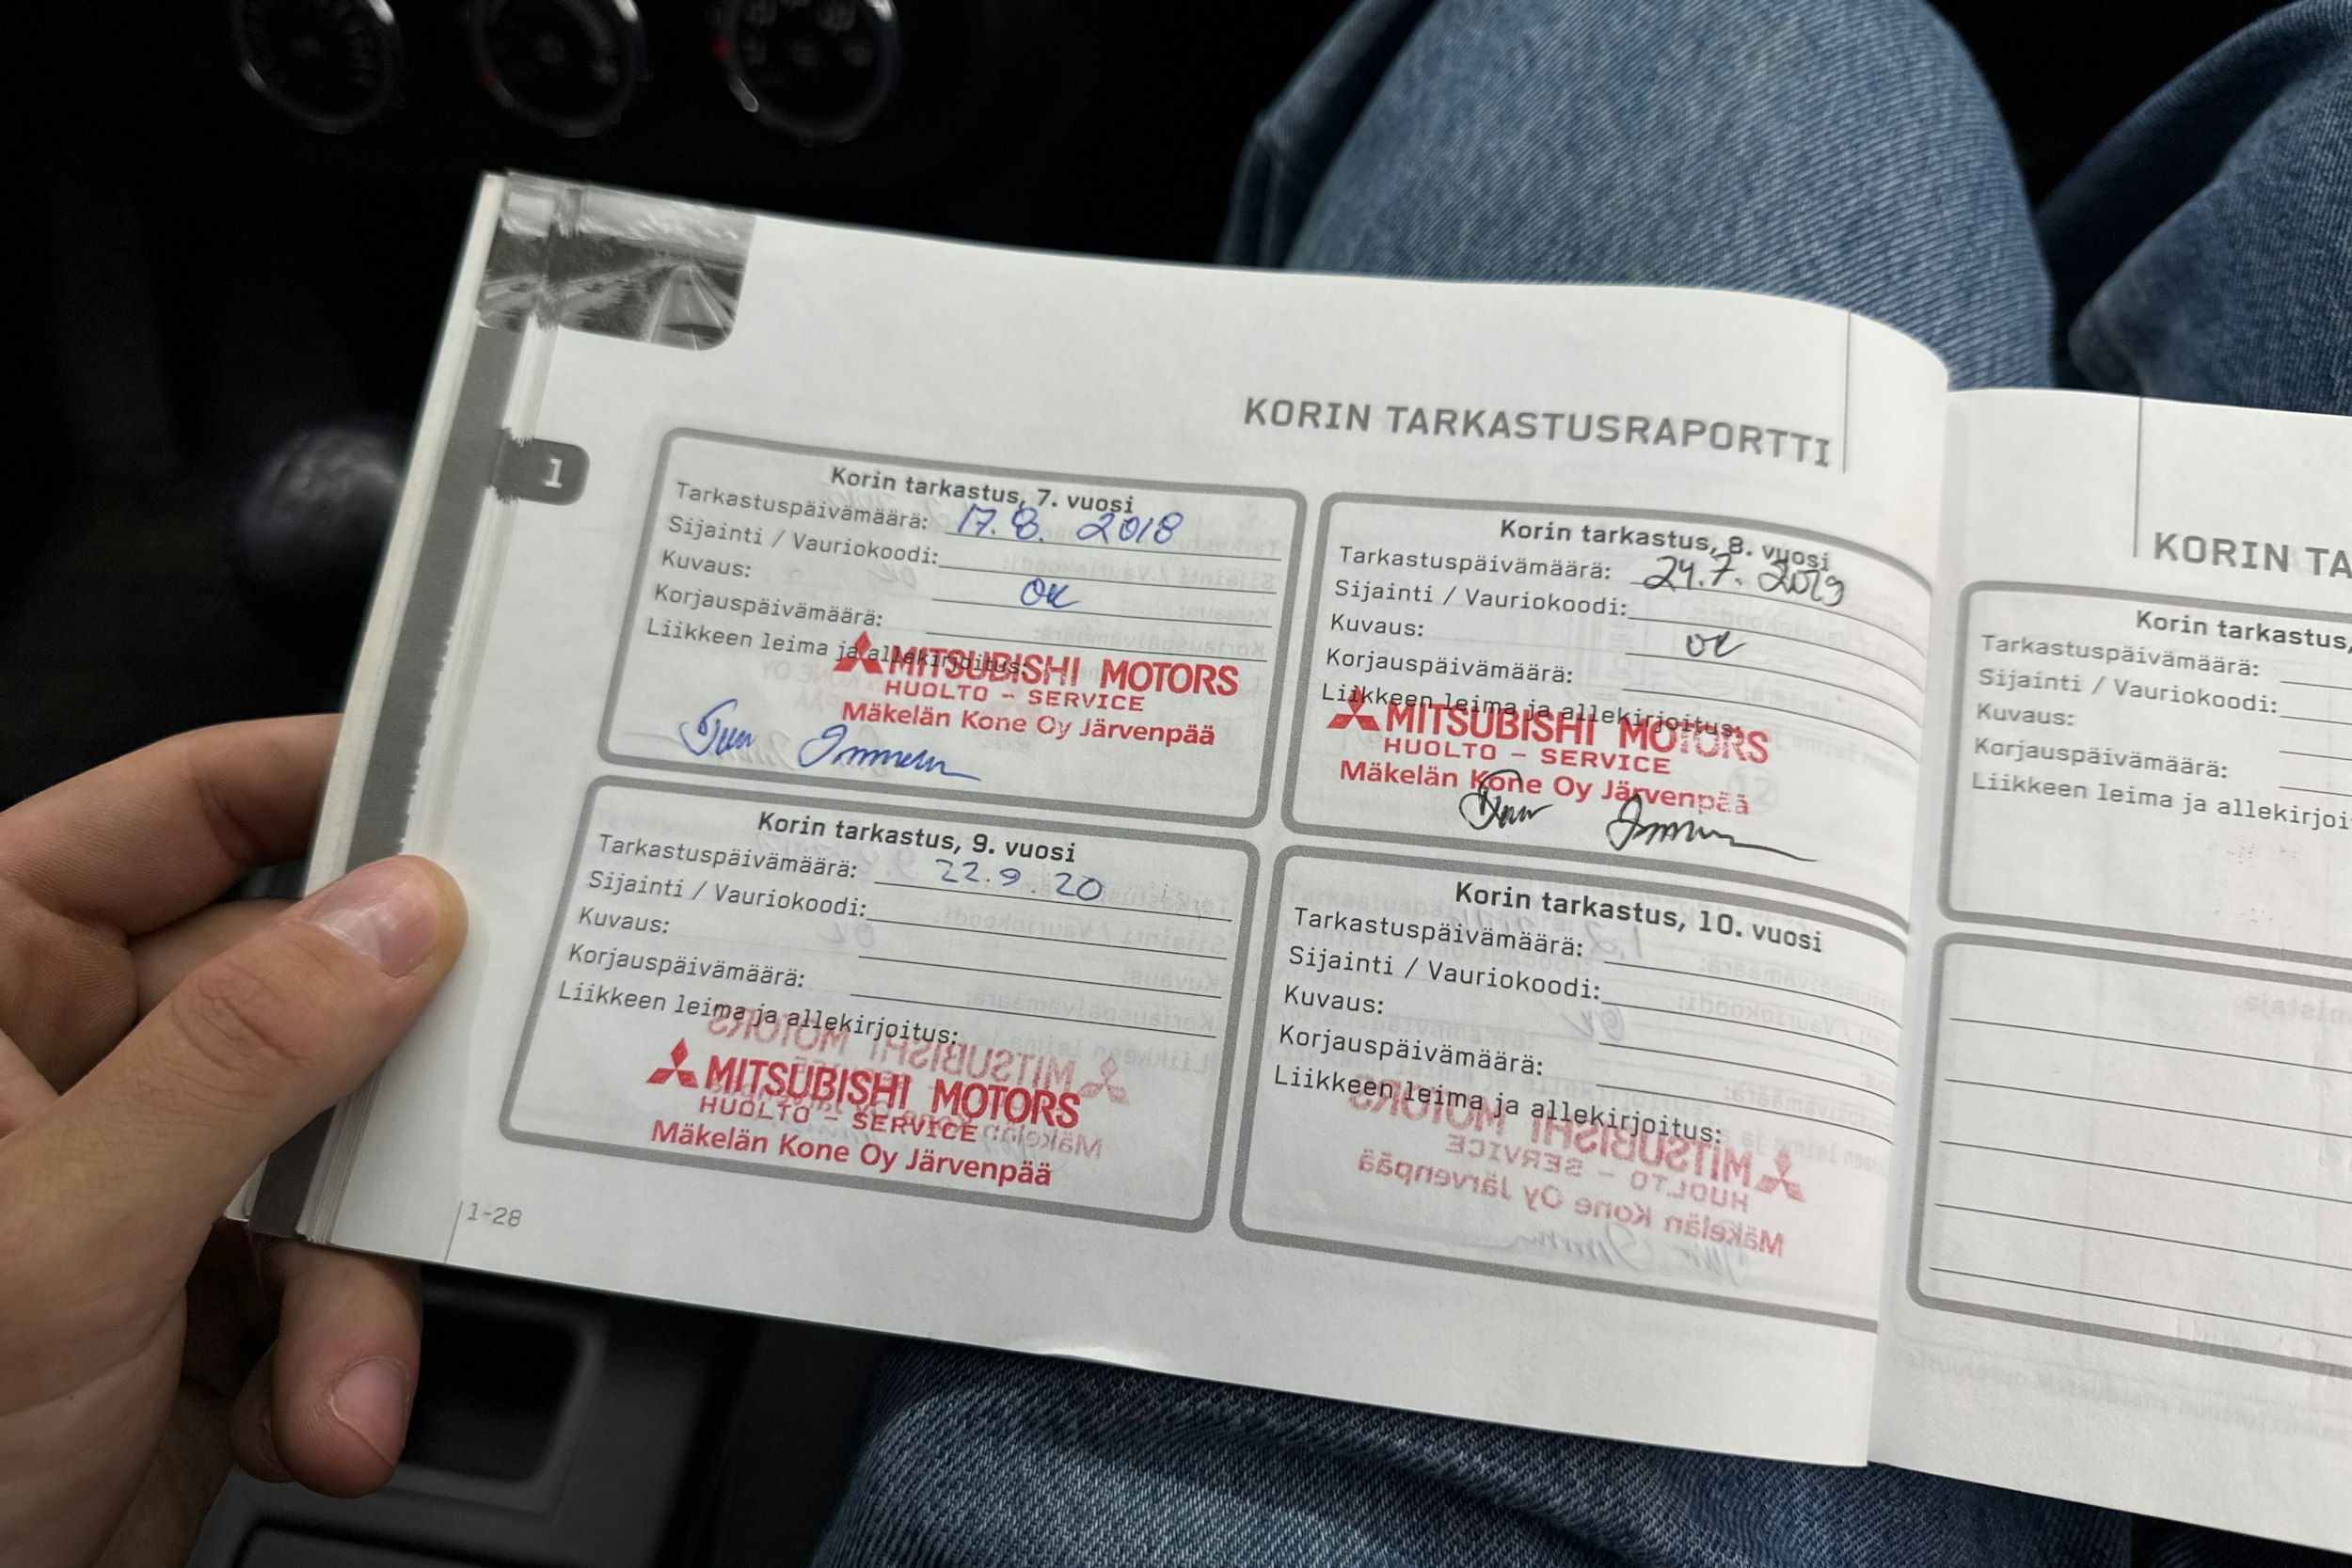 KORIN TARKASTUSRAPORTTI
1
Korin tarkastus, 7. vuosi
Tarkastuspäivämäärä: 17. 8. 2018
Sijainti / Vauriokoodi:
Kuvaus: OK
Korjauspäivämäärä:
Liikkeen leima ja allekirjoitus:
MITSUBISHI MOTORS
HUOLTO - SERVICE
Mäkelän Kone Oy Järvenpää
Korin tarkastus, 8. vuosi
Tarkastuspäivämäärä: 24.7. 2019
Sijainti / Vauriokoodi:
Kuvaus: OK
Korjauspäivämäärä:
Liikkeen leima ja allekirjoitus:
MITSUBISHI MOTORS
HUOLTO - SERVICE
Mäkelän Kone Oy Järvenpää
Korin tarkastus, 9. vuosi
Tarkastuspäivämäärä: 22.9.20
Sijainti / Vauriokoodi:
Kuvaus:
Korjauspäivämäärä:
Liikkeen leima ja allekirjoitus:
MITSUBISHI MOTORS
HUOLTO - SERVICE
Mäkelän Kone Oy Järvenpää
Korin tarkastus, 10. vuosi
Tarkastuspäivämäärä:
Sijainti / Vauriokoodi:
Kuvaus:
Korjauspäivämäärä:
Liikkeen leima ja allekirjoitus:
1-28
KORIN TA
Korin tarkastus,
Tarkastuspäivämäärä:
Sijainti / Vauriokoodi:
Kuvaus:
Korjauspäivämäärä:
Liikkeen leima ja allekirjoi